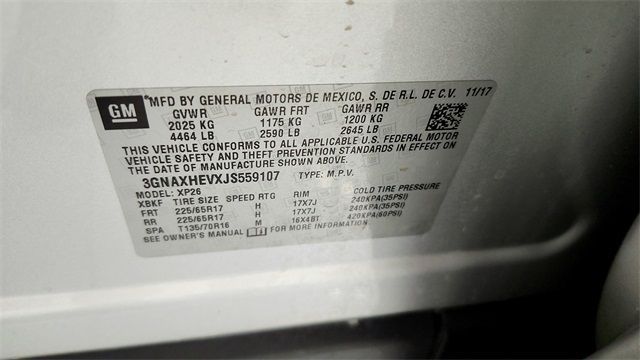 GM
*MFD BY GENERAL MOTORS DE MEXICO, S. DE R.L. DE C.V. 11/17
GVWR GAWR FRT GAWR RR
2025 KG 1175 KG 1200 KG
4464 LB 2590 LB 2645 LB
THIS VEHICLE CONFORMS TO ALL APPLICABLE U.S. FEDERAL MOTOR
VEHICLE SAFETY AND THEFT PREVENTION STANDARDS IN EFFECT ON
THE DATE OF MANUFACTURE SHOWN ABOVE.
3GNAXHEVXJS559107 TYPE: M.P.V.
MODEL: XP26
XBKF TIRE SIZE SPEED RTG RIM COLD TIRE PRESSURE
FRT 225/65R17 H 17X7J 240KPA(35PSI)
RR 225/65R17 H 17X7J 240KPA(35PSI)
SPA T135/70R16 M 16X4BT 420KPA(60PSI)
SEE OWNER'S MANUAL FOR MORE INFORMATION.